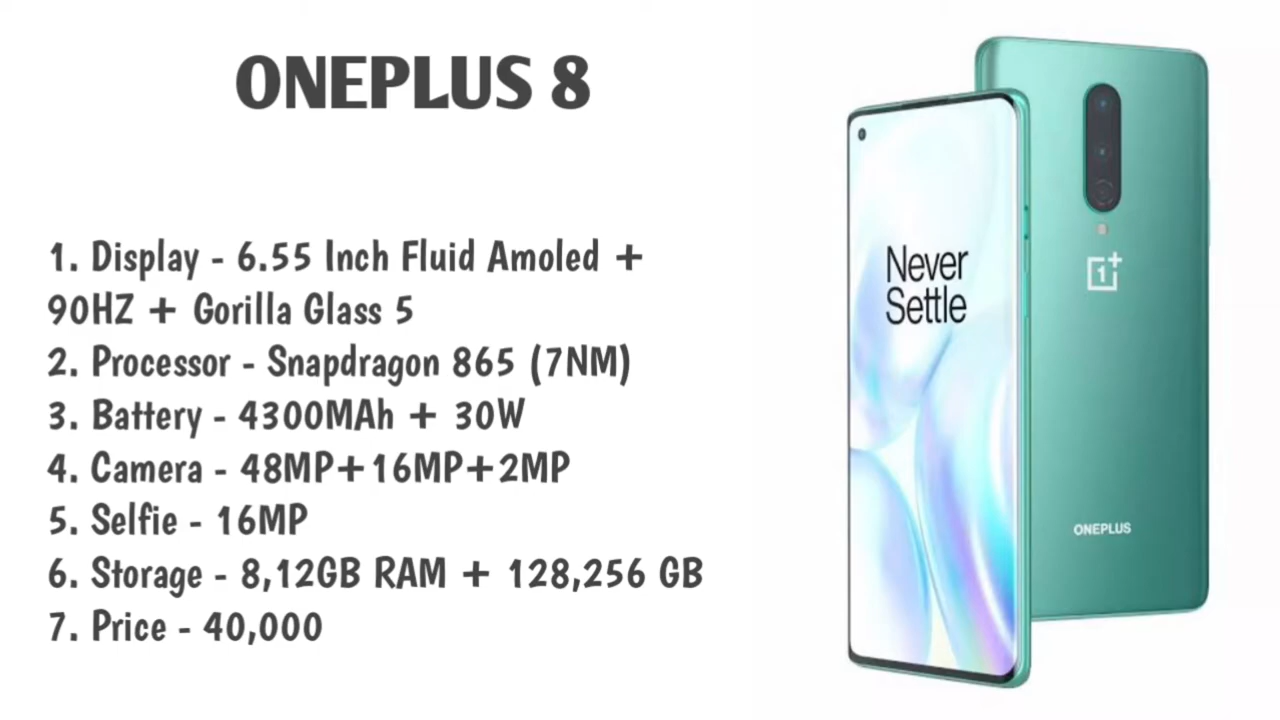 ONEPLUS 8
1. Display - 6.55 Inch Fluid Amoled +
90HZ + Gorilla Glass 5
2. Processor - Snapdragon 865 (7NM)
3. Battery - 4300MAh + 30W
4. Camera - 48MP+16MP+2MP
5. Selfie - 16MP
6. Storage - 8,12GB RAM + 128,256 GB
7. Price - 40,000
Never
Settle
1+
ONEPLUS